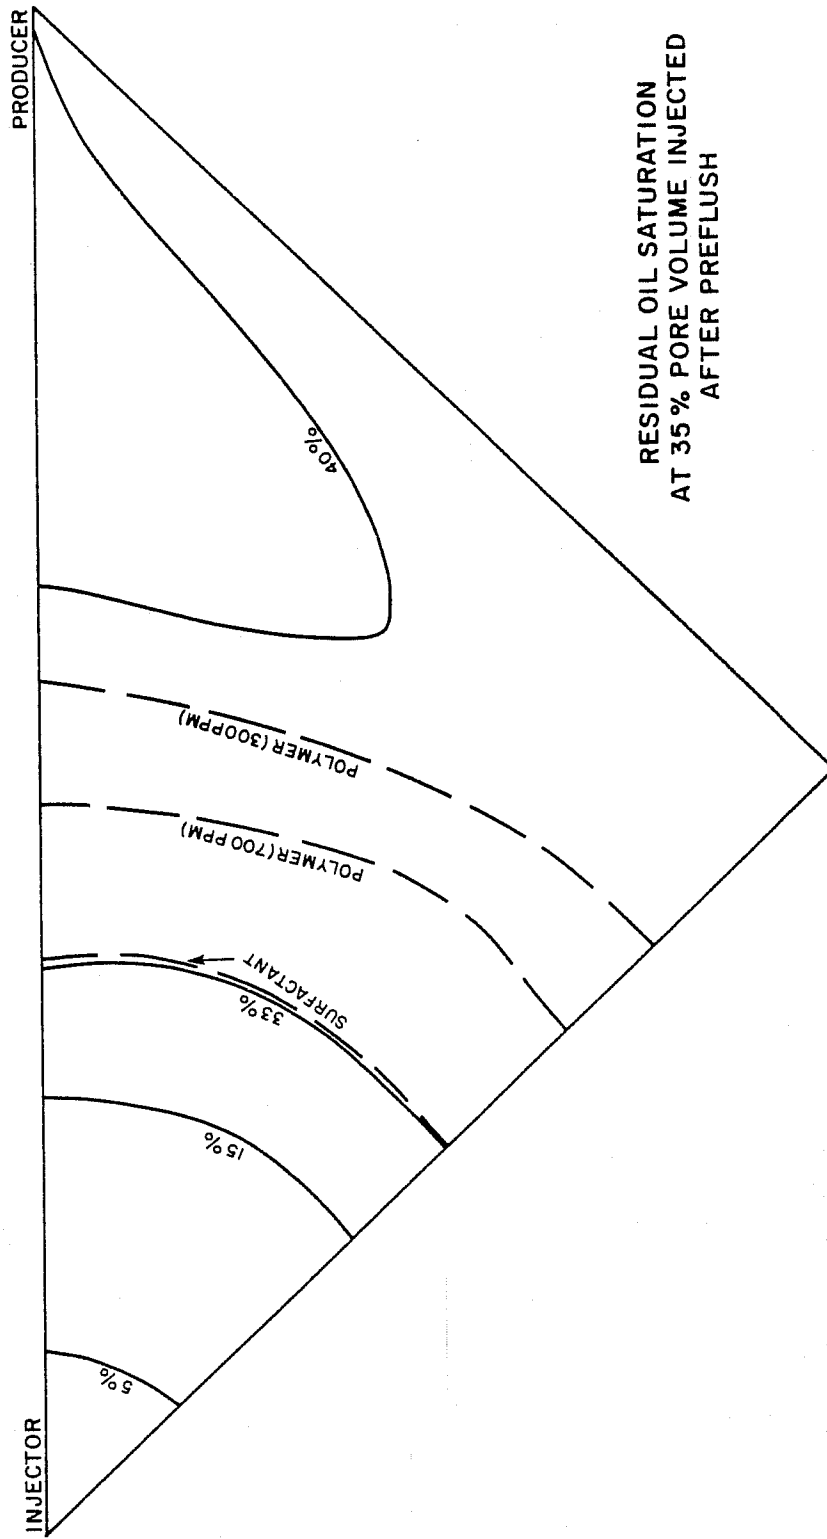 INJECTOR
PRODUCER
5%
15%
33%
SURFACTANT
POLYMER (700 PPM)
POLYMER (300PPM)
40%
RESIDUAL OIL SATURATION
AT 35% PORE VOLUME INJECTED
AFTER PREFLUSH